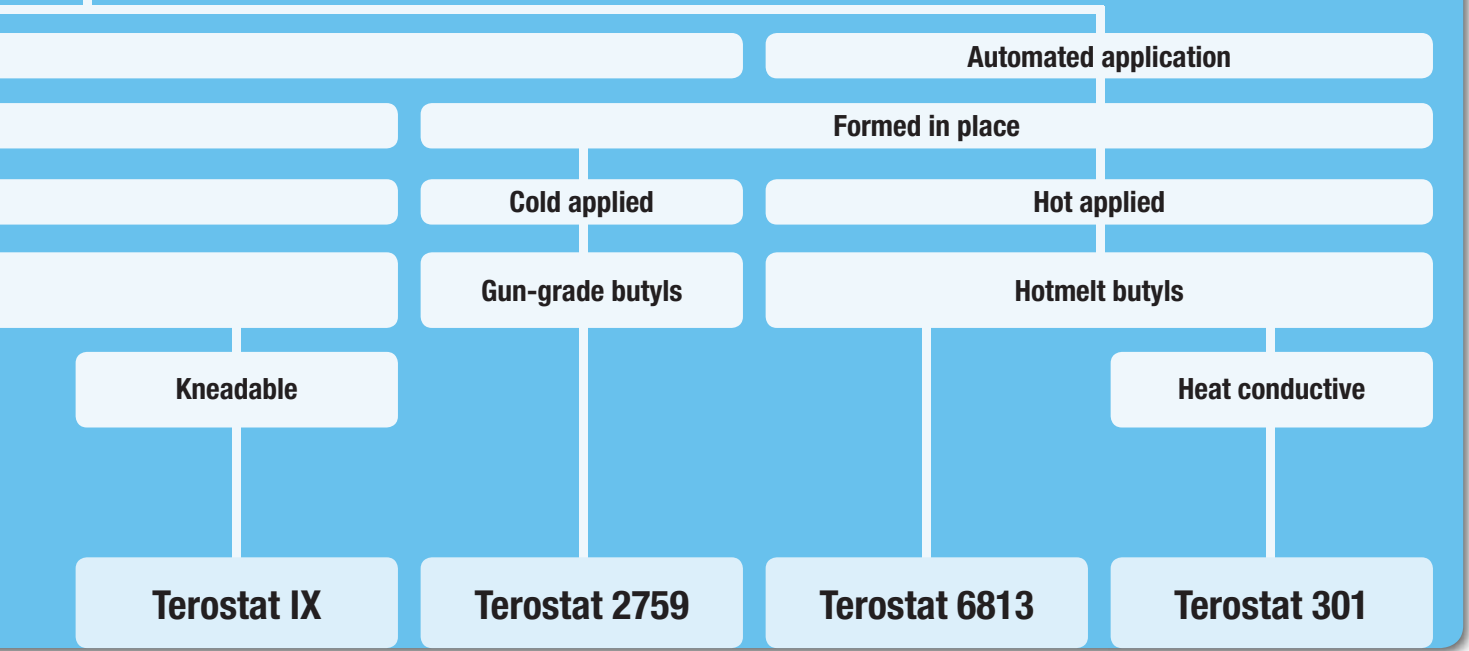 Automated application
Formed in place
Cold applied
Hot applied
Gun-grade butyls
Hotmelt butyls
Kneadable
Heat conductive
Terostat IX
Terostat 2759
Terostat 6813
Terostat 301